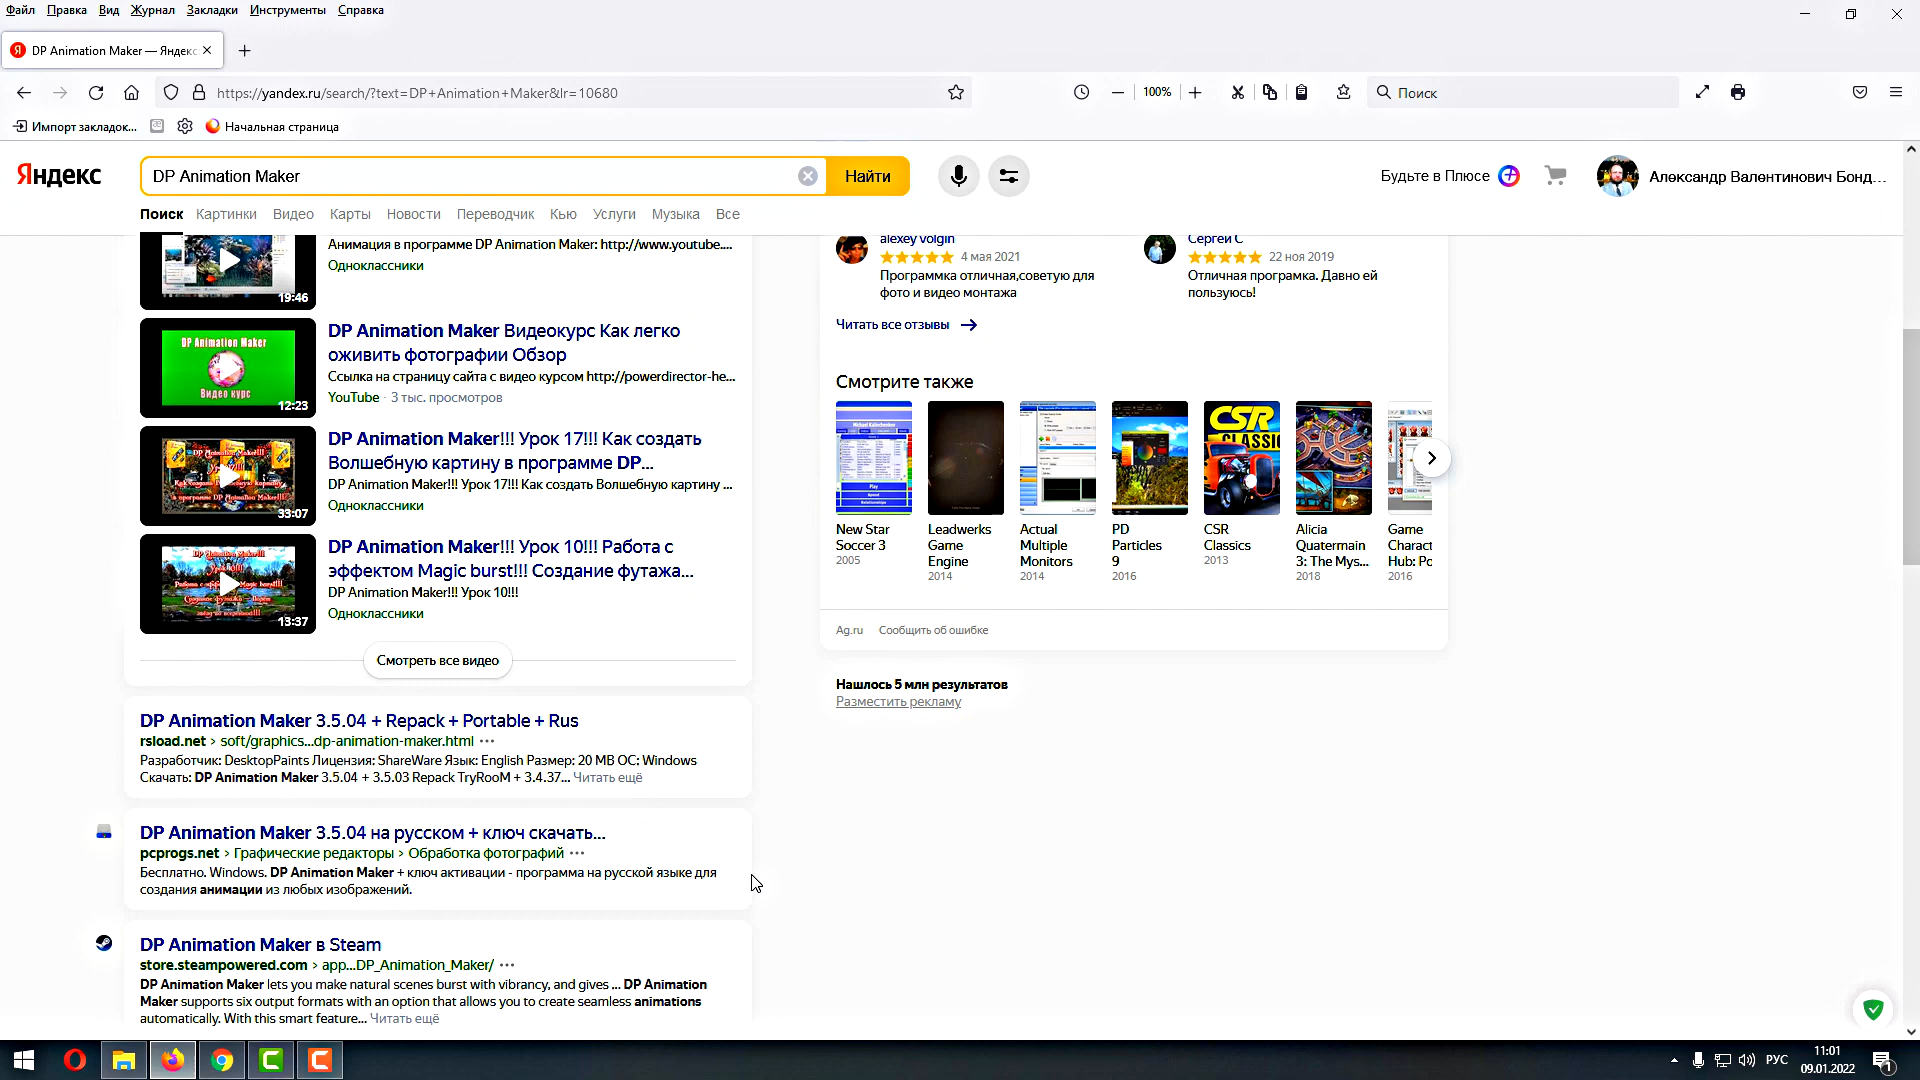 Файл Правка Вид Журнал Закладки Инструменты Справка
DP Animation Maker — Яндекс
https://yandex.ru/search/?text=DP+Animation+Maker&lr=10680
100%
Поиск
Импорт закладок...
Начальная страница
Яндекс
DP Animation Maker
Найти
Будьте в Плюсе
Александр Валентинович Бонд...
Поиск Картинки Видео Карты Новости Переводчик Кью Услуги Музыка Все
Анимация в программе DP Animation Maker: http://www.youtube....
Одноклассники
19:46
DP Animation Maker Видеокурс Как легко
оживить фотографии Обзор
Ссылка на страницу сайта с видео курсом http://powerdirector-he...
YouTube · 3 тыс. просмотров
DP Animation Maker
Видео курс
12:23
DP Animation Maker!!! Урок 17!!! Как создать
Волшебную картину в программе DP...
DP Animation Maker!!! Урок 17!!! Как создать Волшебную картину ...
Одноклассники
33:07
DP Animation Maker!!! Урок 10!!! Работа с
эффектом Magic burst!!! Создание футажа...
DP Animation Maker!!! Урок 10!!!
Одноклассники
13:37
Смотреть все видео
DP Animation Maker 3.5.04 + Repack + Portable + Rus
rsload.net › soft/graphics...dp-animation-maker.html
Разработчик: DesktopPaints Лицензия: ShareWare Язык: English Размер: 20 MB ОС: Windows
Скачать: DP Animation Maker 3.5.04 + 3.5.03 Repack TryRooM + 3.4.37... Читать ещё
DP Animation Maker 3.5.04 на русском + ключ скачать...
pcprogs.net › Графические редакторы › Обработка фотографий
Бесплатно. Windows. DP Animation Maker + ключ активации - программа на русской языке для
создания анимации из любых изображений.
DP Animation Maker в Steam
store.steampowered.com › app...DP_Animation_Maker/
DP Animation Maker lets you make natural scenes burst with vibrancy, and gives ... DP Animation
Maker supports six output formats with an option that allows you to create seamless animations
automatically. With this smart feature... Читать ещё
alexey volgin
4 мая 2021
Программка отличная,советую для
фото и видео монтажа
Сергей С
22 ноя 2019
Отличная програмка. Давно ей
пользуюсь!
Читать все отзывы
Смотрите также
CSR
CLASSIC
New Star
Soccer 3
2005
Leadwerks
Game
Engine
2014
Actual
Multiple
Monitors
2014
PD
Particles
9
2016
CSR
Classics
2013
Alicia
Quatermain
3: The Mys...
2018
Game
Charact
Hub: Po
2016
Ag.ru Сообщить об ошибке
Нашлось 5 млн результатов
Разместить рекламу
РУС
11:01
09.01.2022
1